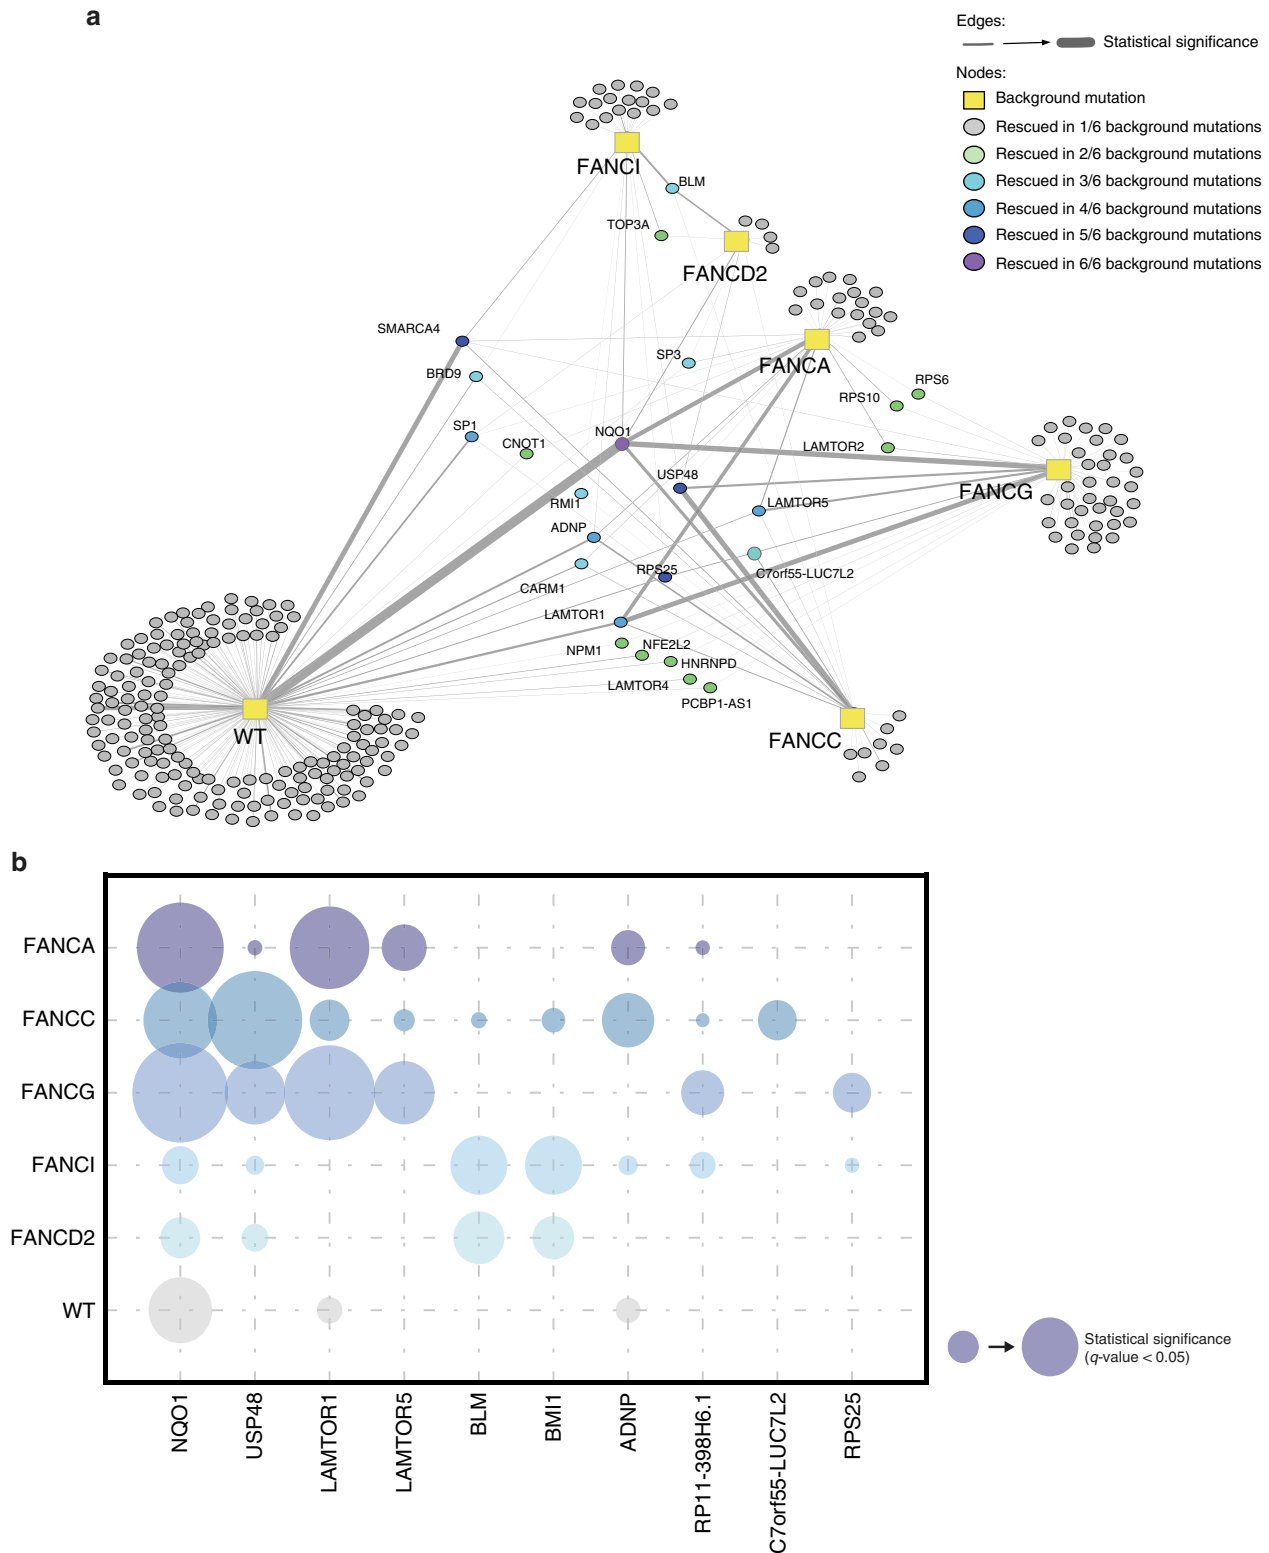 a
Edges:
Statistical significance
Nodes:
Background mutation
Rescued in 1/6 background mutations
Rescued in 2/6 background mutations
Rescued in 3/6 background mutations
Rescued in 4/6 background mutations
Rescued in 5/6 background mutations
Rescued in 6/6 background mutations
FANCI
BLM
TOP3A
FANCD2
SMARCA4
SP3
FANCA
BRD9
RPS6
RPS10
SP1
NQO1
CNOT1
LAMTOR2
USP48
FANCG
RMI1
LAMTOR5
ADNP
RPS25
C7orf55-LUC7L2
CARM1
LAMTOR1
NPM1
NFE2L2
HNRNPD
LAMTOR4
PCBP1-AS1
WT
FANCC
b
FANCA
FANCC
FANCG
FANCI
FANCD2
WT
Statistical significance
(q-value < 0.05)
NQO1
USP48
LAMTOR1
LAMTOR5
BLM
BMI1
ADNP
RP11-398H6.1
C7orf55-LUC7L2
RPS25